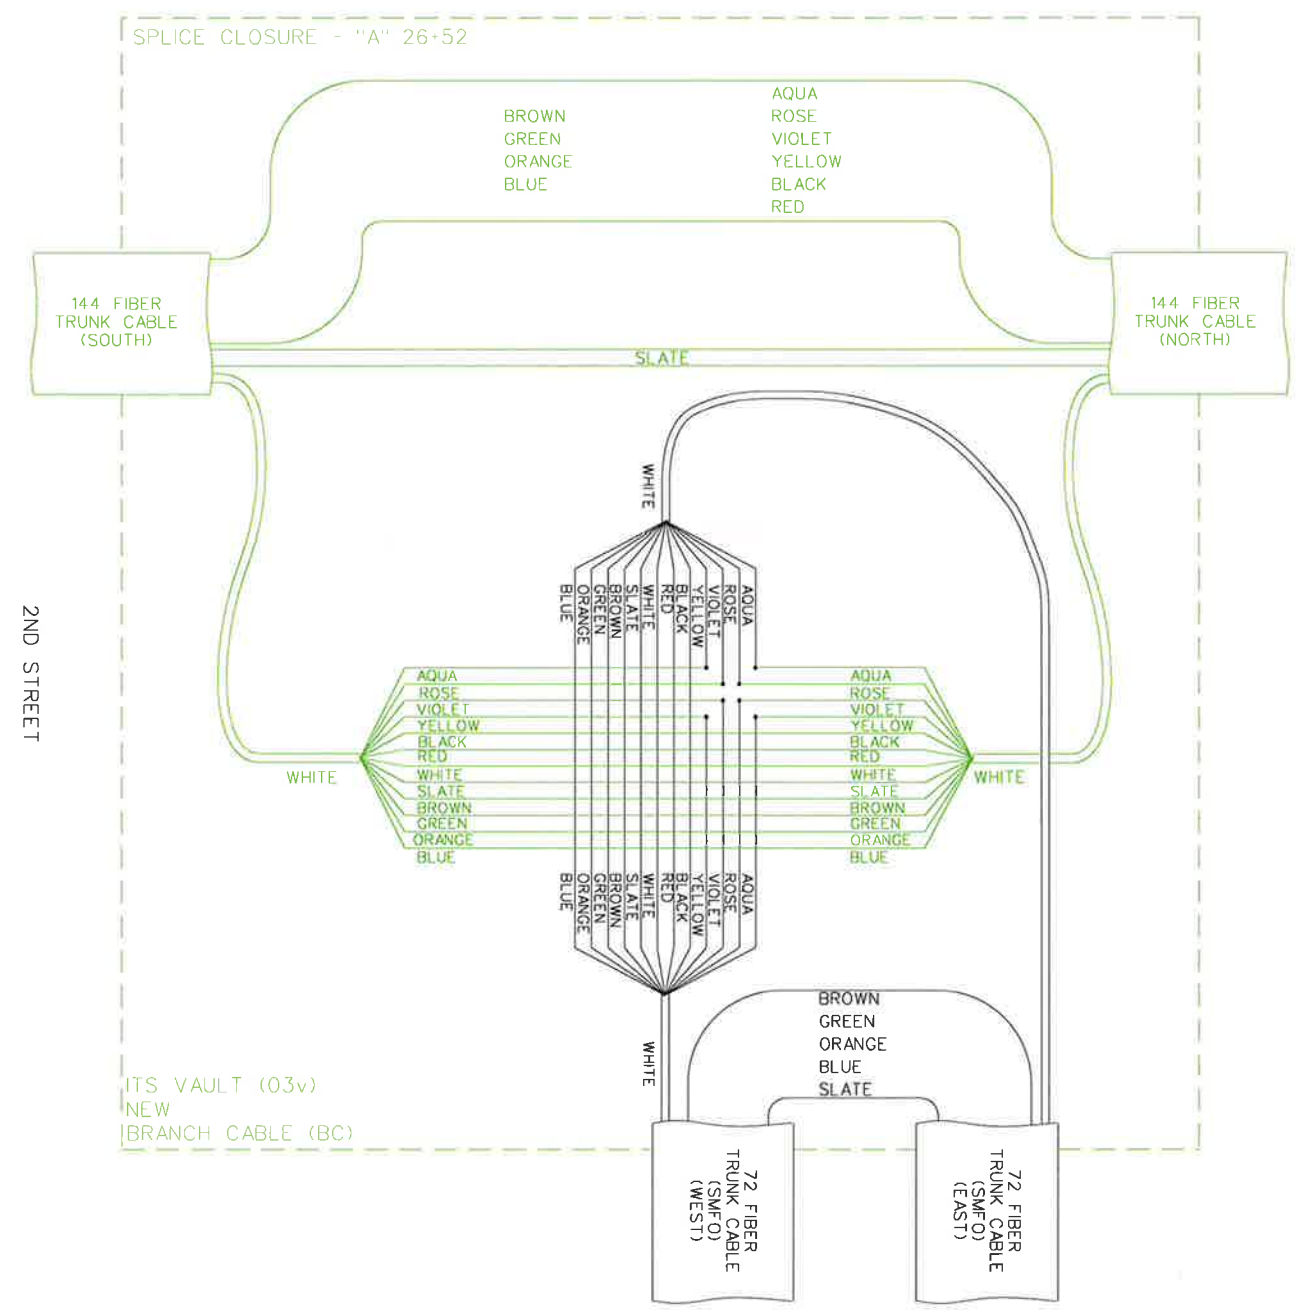 SPLICE CLOSURE - "A" 26+52
BROWN
GREEN
ORANGE
BLUE
AQUA
ROSE
VIOLET
YELLOW
BLACK
RED
144 FIBER
TRUNK CABLE
(SOUTH)
144 FIBER
TRUNK CABLE
(NORTH)
SLATE
WHITE
BLUE
ORANGE
GREEN
BROWN
SLATE
WHITE
RED
BLACK
YELLOW
VIOLET
ROSE
AQUA
2ND STREET
AQUA
ROSE
VIOLET
YELLOW
BLACK
RED
WHITE
SLATE
BROWN
GREEN
ORANGE
BLUE
WHITE
AQUA
ROSE
VIOLET
YELLOW
BLACK
RED
WHITE
SLATE
BROWN
GREEN
ORANGE
BLUE
WHITE
BLUE
ORANGE
GREEN
BROWN
SLATE
WHITE
RED
BLACK
YELLOW
VIOLET
ROSE
AQUA
WHITE
BROWN
GREEN
ORANGE
BLUE
SLATE
ITS VAULT (03v)
NEW
BRANCH CABLE (BC)
72 FIBER
TRUNK CABLE
(SMFO)
(WEST)
72 FIBER
TRUNK CABLE
(SMFO)
(EAST)